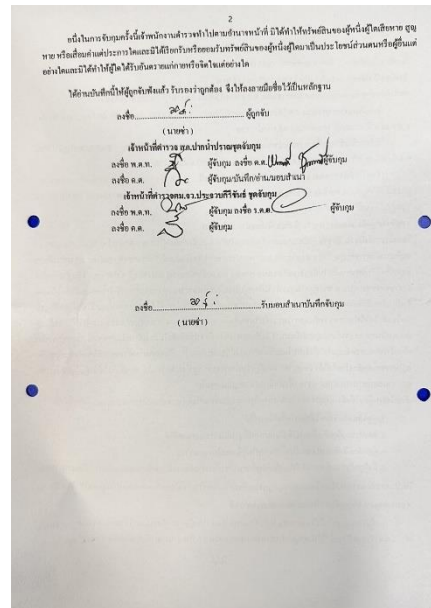 2
อนึ่งในการจับกุมครั้งนี้เจ้าพนักงานตำรวจทำไปตามอำนาจหน้าที่ มิได้ทำให้ทรัพย์สินของผู้หนึ่งผู้ใดเสียหาย สูญ
หาย หรือเสื่อมค่าแต่ประการใดและมิได้เรียกรับหรือยอมรับทรัพย์สินของผู้หนึ่งผู้ใดมาเป็นประโยชน์ส่วนตนหรือผู้อื่นแต่
อย่างใดและมิได้ทำให้ผู้ใดได้รับอันตรายแก่กายหรือจิตใจแต่อย่างใด
ได้อ่านบันทึกนี้ให้ผู้ถูกจับฟังแล้ว รับรองว่าถูกต้อง จึงให้ลงลายมือชื่อไว้เป็นหลักฐาน
ลงชื่อ ผู้ถูกจับ
(นายซ่า)
เจ้าหน้าที่ตำรวจ สภ.ปากน้ำปราณชุดจับกุม
ลงชื่อ พ.ต.ท. ผู้จับกุม ลงชื่อ ด.ต. ผู้จับกุม
ลงชื่อ ด.ต. ผู้จับกุม/บันทึก/อ่าน/มอบสำเนา
เจ้าหน้าที่ตำรวจตม.จว.ประจวบคีรีขันธ์ ชุดจับกุม
ลงชื่อ พ.ต.ท. ผู้จับกุม ลงชื่อ ร.ต.อ. ผู้จับกุม
ลงชื่อ ด.ต. ผู้จับกุม
ลงชื่อ รับมอบสำเนาบันทึกจับกุม
(นายซ่า)